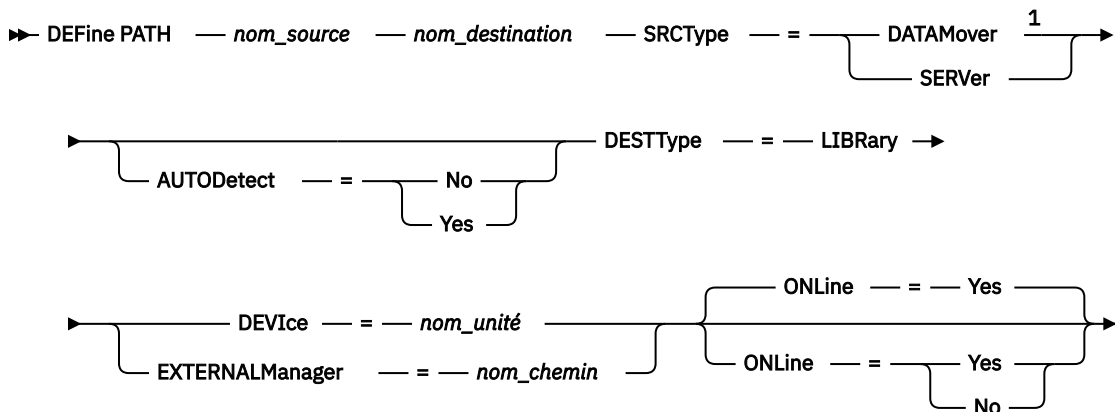 DEFine PATH — nom_source — nom_destination — SRCType — = — DATAMover 1
SERVer
DESTType — = — LIBRary
AUTODetect — = — No
Yes
ONLine — = — Yes
DEVIce — = — nom_unité
EXTERNALManager — = — nom_chemin
ONLine — = — Yes
No